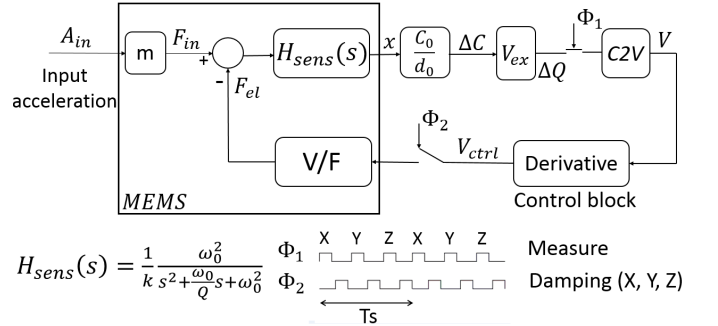 A_in m F_in + H_sens(s) x C_0/d_0 ΔC V_ex ΔQ Φ_1 C2V V
Input acceleration
- F_el
V/F Φ_2 V_ctrl Derivative
MEMS Control block
H_sens(s) = 1/k ω_0^2/(s^2+ω_0/Q s+ω_0^2)
X Y Z X Y Z
Φ_1 Measure
Φ_2 Damping (X, Y, Z)
Ts